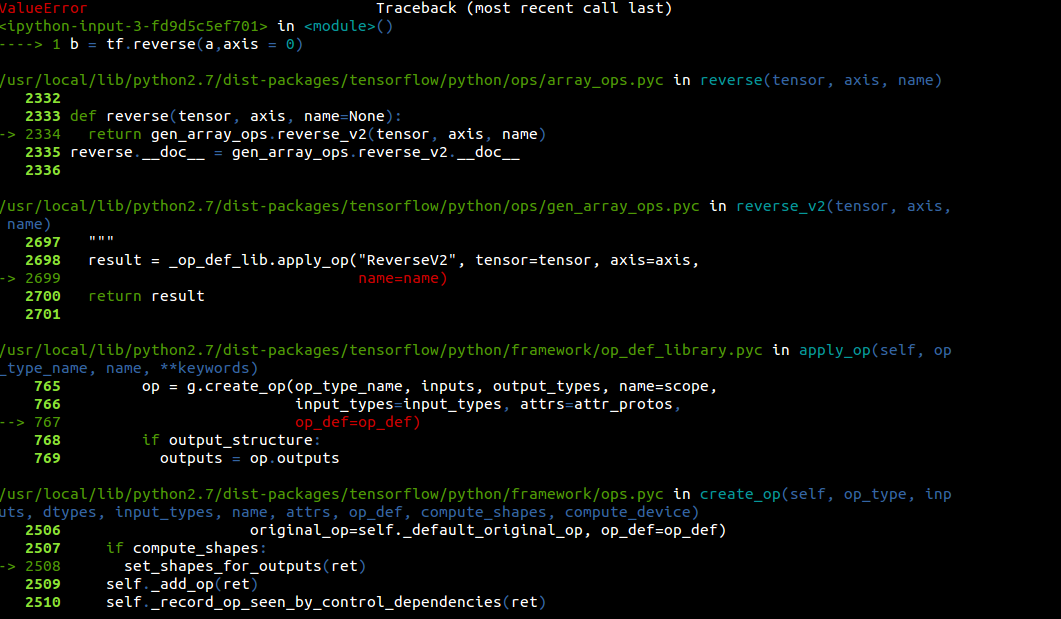 ValueError                                Traceback (most recent call last)
<ipython-input-3-fd9d5c5ef701> in <module>()
----> 1 b = tf.reverse(a,axis = 0)
/usr/local/lib/python2.7/dist-packages/tensorflow/python/ops/array_ops.pyc in reverse(tensor, axis, name)
   2332
   2333 def reverse(tensor, axis, name=None):
-> 2334   return gen_array_ops.reverse_v2(tensor, axis, name)
   2335 reverse.__doc__ = gen_array_ops.reverse_v2.__doc__
   2336
/usr/local/lib/python2.7/dist-packages/tensorflow/python/ops/gen_array_ops.pyc in reverse_v2(tensor, axis,
 name)
   2697   """
   2698   result = _op_def_lib.apply_op("ReverseV2", tensor=tensor, axis=axis,
-> 2699                                 name=name)
   2700   return result
   2701
/usr/local/lib/python2.7/dist-packages/tensorflow/python/framework/op_def_library.pyc in apply_op(self, op
_type_name, name, **keywords)
    765         op = g.create_op(op_type_name, inputs, output_types, name=scope,
    766                          input_types=input_types, attrs=attr_protos,
--> 767                          op_def=op_def)
    768         if output_structure:
    769           outputs = op.outputs
/usr/local/lib/python2.7/dist-packages/tensorflow/python/framework/ops.pyc in create_op(self, op_type, inp
uts, dtypes, input_types, name, attrs, op_def, compute_shapes, compute_device)
   2506                     original_op=self._default_original_op, op_def=op_def)
   2507     if compute_shapes:
-> 2508       set_shapes_for_outputs(ret)
   2509     self._add_op(ret)
   2510     self._record_op_seen_by_control_dependencies(ret)